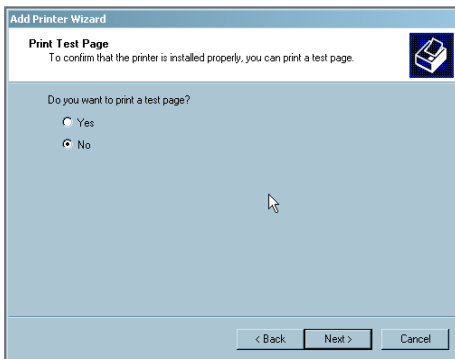 Add Printer Wizard
Print Test Page
To confirm that the printer is installed properly, you can print a test page.
Do you want to print a test page?
Yes
No
< Back Next > Cancel